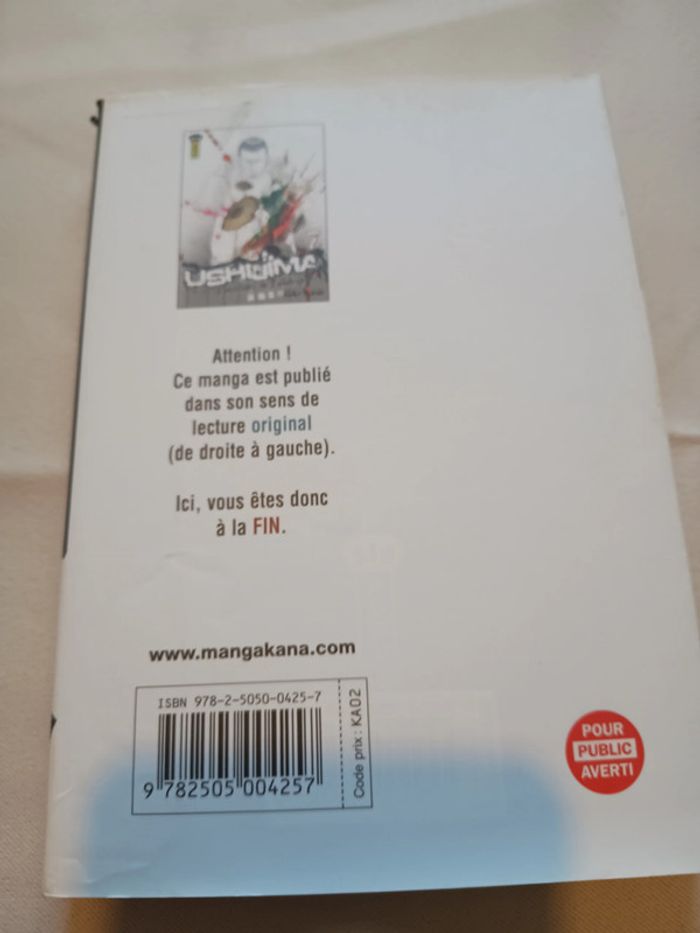 USHIJIMA
Attention !
Ce manga est publié
dans son sens de
lecture original
(de droite à gauche).
Ici, vous êtes donc
à la FIN.
www.mangakana.com
ISBN 978-2-5050-0425-7
9 782505 004257
Code prix : KA02
POUR
PUBLIC
AVERTI